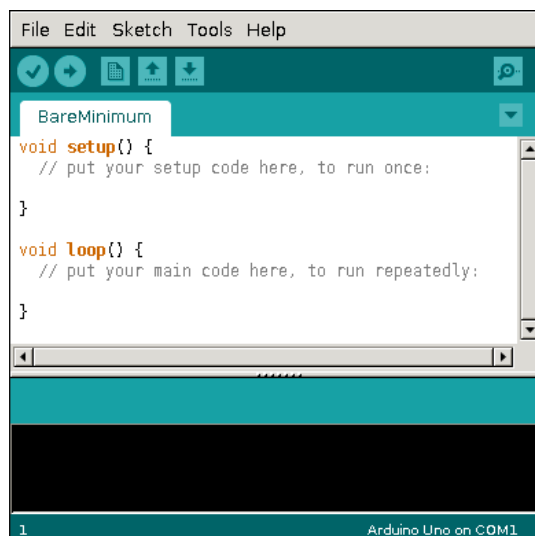 File Edit Sketch Tools Help
BareMinimum
void setup() {
  // put your setup code here, to run once:
}
void loop() {
  // put your main code here, to run repeatedly:
}
1 Arduino Uno on COM1